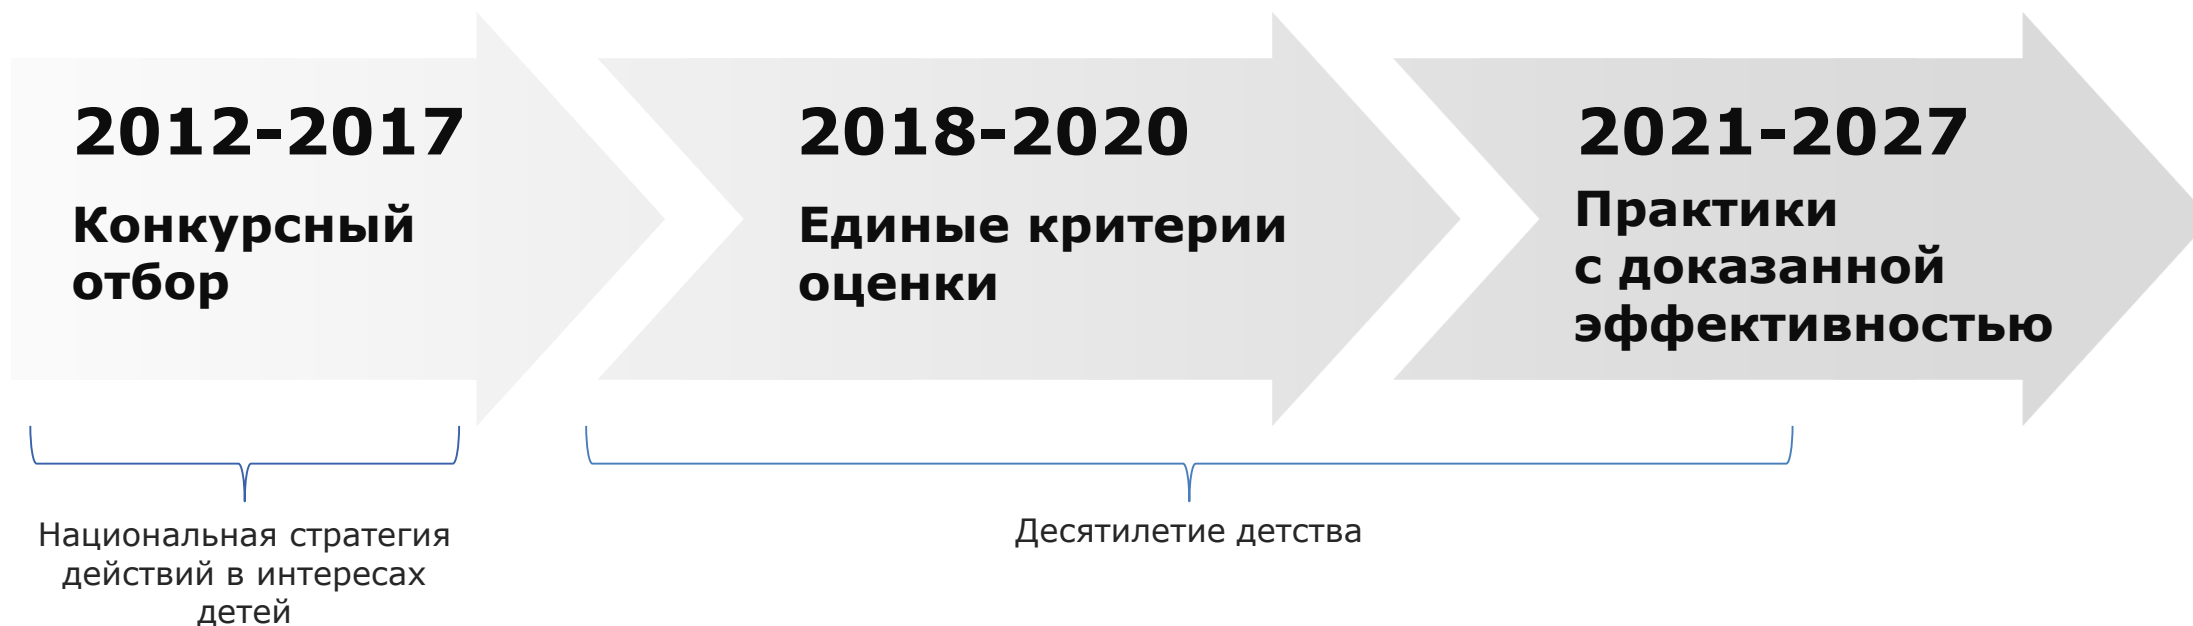 2012-2017
Конкурсный
отбор
2018-2020
Единые критерии
оценки
2021-2027
Практики
с доказанной
эффективностью
Национальная стратегия
действий в интересах
детей
Десятилетие детства